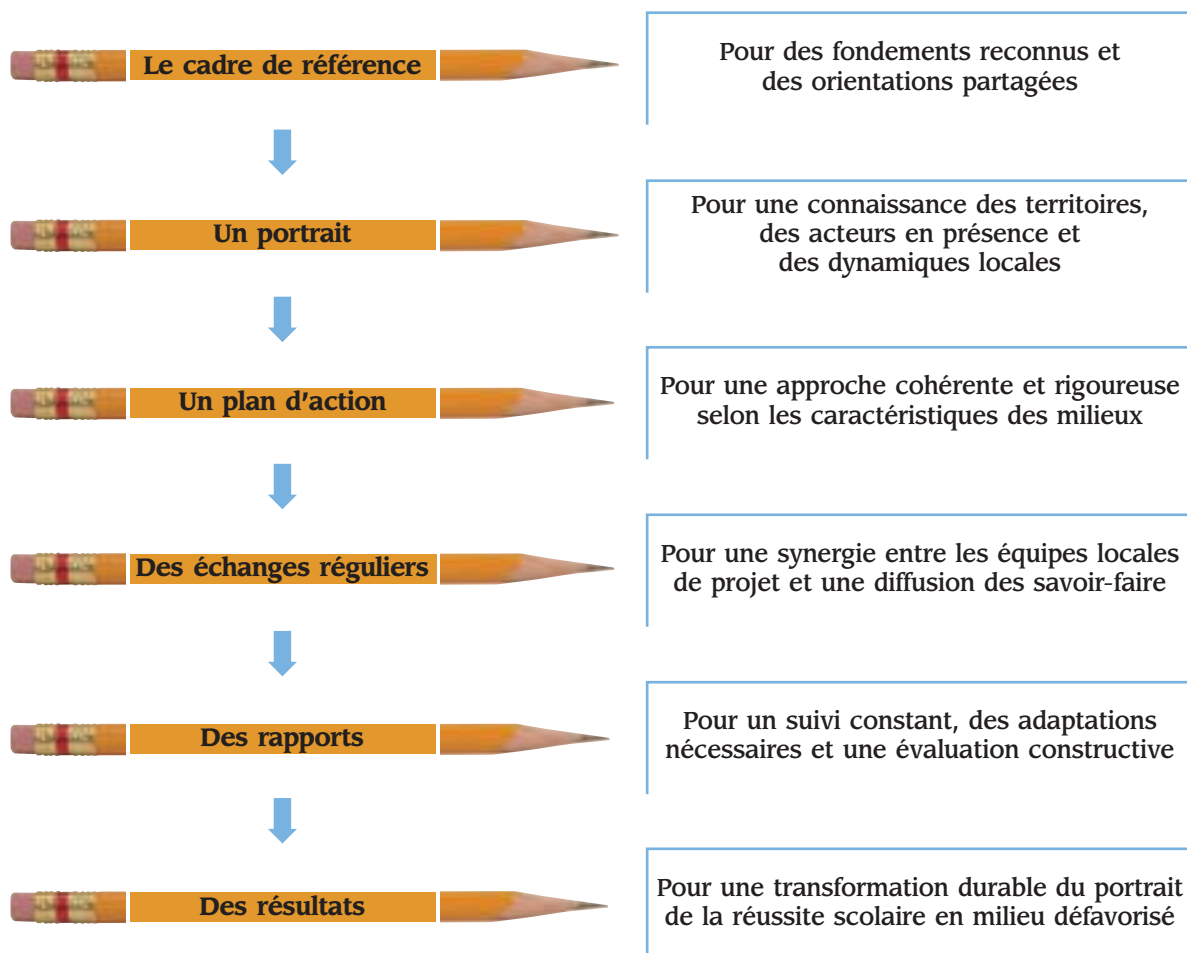 Le cadre de référence
Pour des fondements reconnus et
des orientations partagées
Un portrait
Pour une connaissance des territoires,
des acteurs en présence et
des dynamiques locales
Un plan d'action
Pour une approche cohérente et rigoureuse
selon les caractéristiques des milieux
Des échanges réguliers
Pour une synergie entre les équipes locales
de projet et une diffusion des savoir-faire
Des rapports
Pour un suivi constant, des adaptations
nécessaires et une évaluation constructive
Des résultats
Pour une transformation durable du portrait
de la réussite scolaire en milieu défavorisé